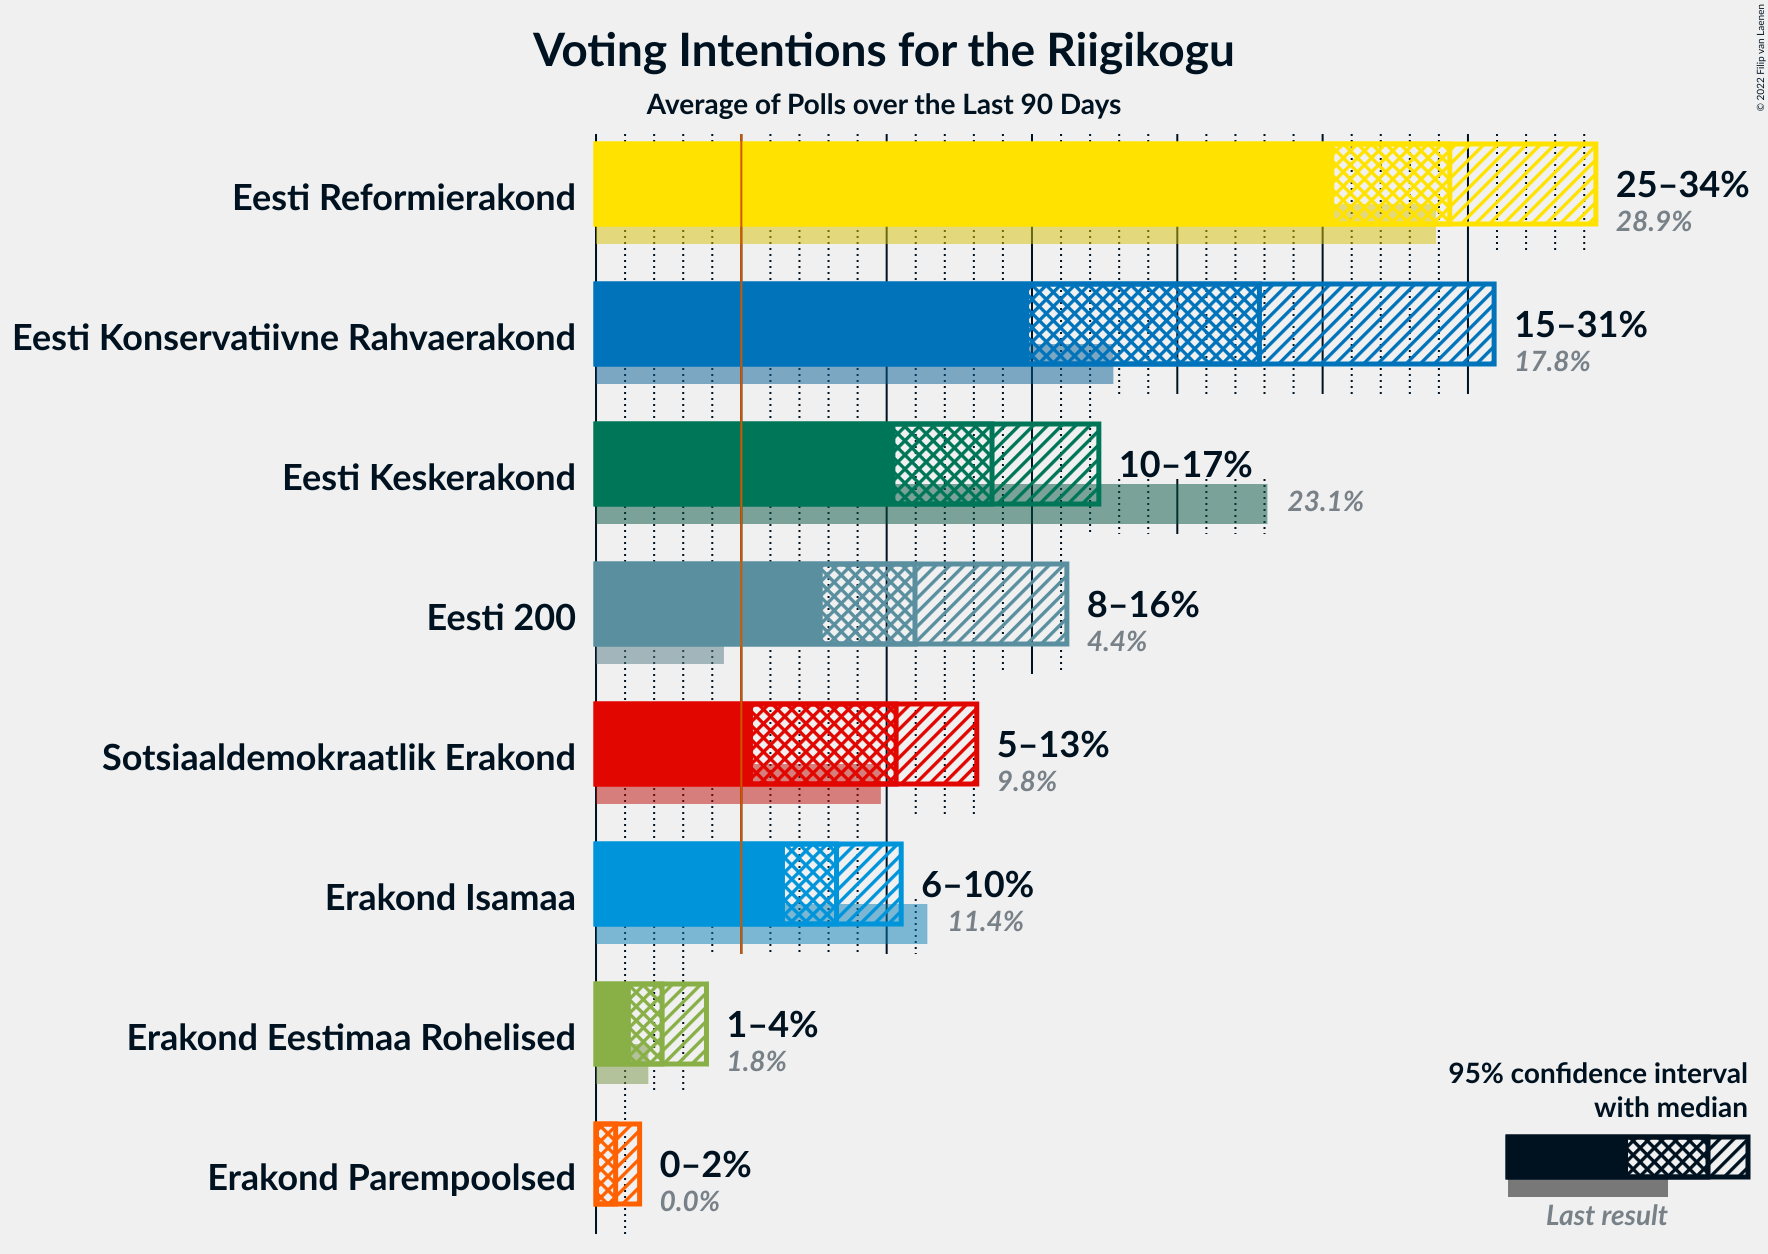 Voting Intentions for the Riigikogu
Average of Polls over the Last 90 Days
© 2022 Filip van Laenen
Eesti Reformierakond
25–34%
28.9%
Eesti Konservatiivne Rahvaerakond
15–31%
17.8%
Eesti Keskerakond
10–17%
23.1%
Eesti 200
8–16%
4.4%
Sotsiaaldemokraatlik Erakond
5–13%
9.8%
Erakond Isamaa
6–10%
11.4%
Erakond Eestimaa Rohelised
1–4%
1.8%
Erakond Parempoolsed
0–2%
0.0%
95% confidence interval
with median
Last result